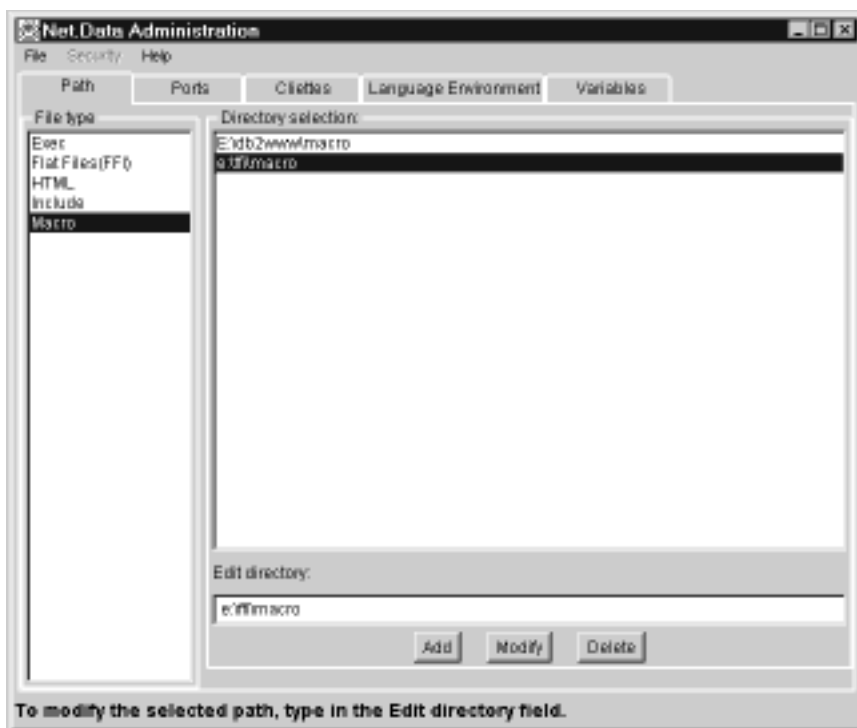 Net.Data Administration
File Security Help
Path Ports Cliettes Language Environment Variables
File type
Exec
Flat Files(FFI)
HTML
Include
Macro
Directory selection:
E:\db2www\macro
e:\ffi\macro
Edit directory:
e:\ffi\macro
Add Modify Delete
To modify the selected path, type in the Edit directory field.